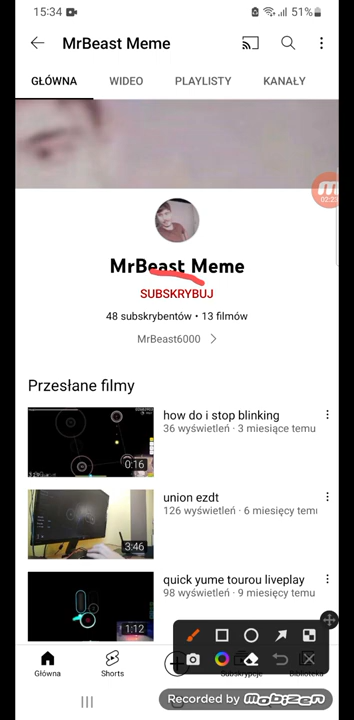 15:34 51%
MrBeast Meme
GŁÓWNA WIDEO PLAYLISTY KANAŁY
MrBeast Meme
SUBSKRYBUJ
48 subskrybentów • 13 filmów
MrBeast6000
Przesłane filmy
how do i stop blinking
36 wyświetleń · 3 miesiące temu
0:16
union ezdt
126 wyświetleń · 6 miesięcy temu
3:46
quick yume tourou liveplay
98 wyświetleń · 9 miesięcy temu
1:12
Główna Shorts Subskrypcje Biblioteka
Recorded by mobizen